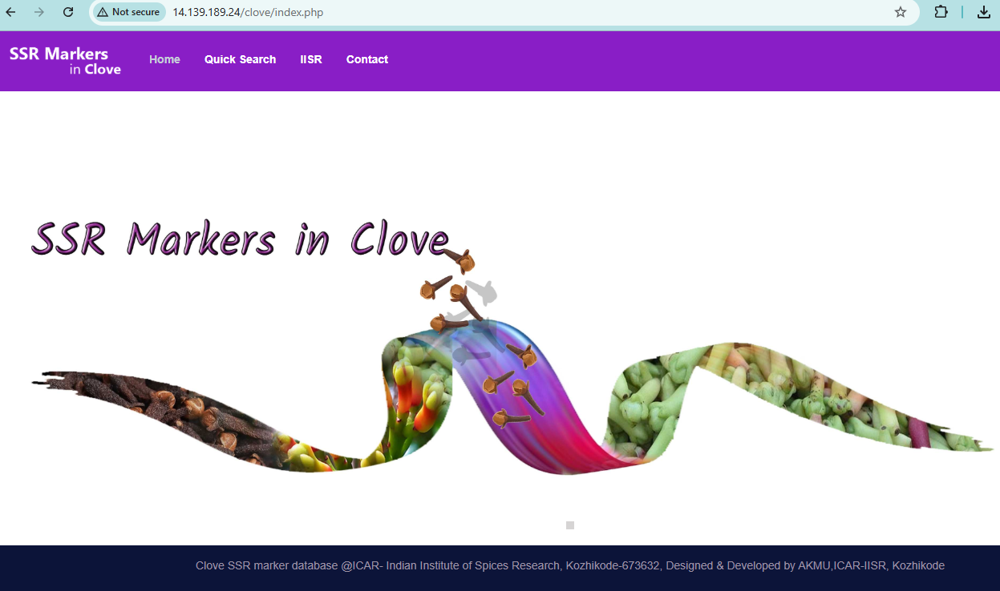 Not secure 14.139.189.24/clove/index.php
SSR Markers
in Clove
Home Quick Search IISR Contact
SSR Markers in Clove
Clove SSR marker database @ICAR- Indian Institute of Spices Research, Kozhikode-673632, Designed & Developed by AKMU,ICAR-IISR, Kozhikode